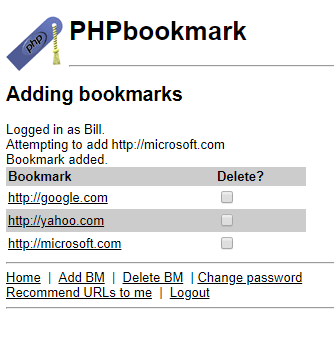 php
PHPbookmark
Adding bookmarks
Logged in as Bill.
Attempting to add http://microsoft.com
Bookmark added.
Bookmark Delete?
http://google.com
http://yahoo.com
http://microsoft.com
Home | Add BM | Delete BM | Change password
Recommend URLs to me | Logout